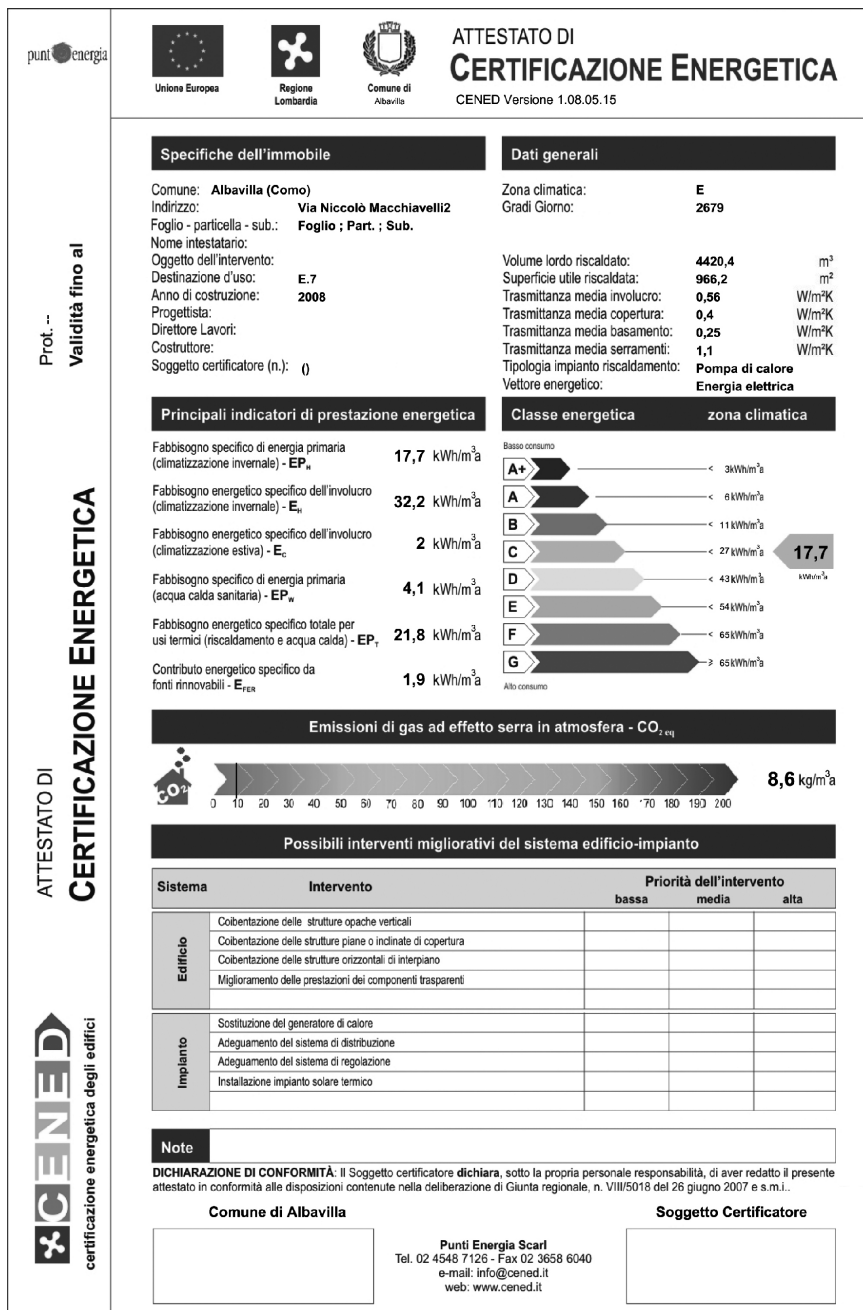 punt energia
Unione Europea
Regione
Lombardia
Comune di
Albavilla
ATTESTATO DI
CERTIFICAZIONE ENERGETICA
CENED Versione 1.08.05.15
Prot. --
Validità fino al
ATTESTATO DI
CERTIFICAZIONE ENERGETICA
CENED
certificazione energetica degli edifici
Specifiche dell'immobile
Comune: Albavilla (Como)
Indirizzo: Via Niccolò Macchiavelli2
Foglio - particella - sub.: Foglio ; Part. ; Sub.
Nome intestatario:
Oggetto dell'intervento:
Destinazione d'uso: E.7
Anno di costruzione: 2008
Progettista:
Direttore Lavori:
Costruttore:
Soggetto certificatore (n.): ()
Dati generali
Zona climatica: E
Gradi Giorno: 2679
Volume lordo riscaldato: 4420,4 m³
Superficie utile riscaldata: 966,2 m²
Trasmittanza media involucro: 0,56 W/m²K
Trasmittanza media copertura: 0,4 W/m²K
Trasmittanza media basamento: 0,25 W/m²K
Trasmittanza media serramenti: 1,1 W/m²K
Tipologia impianto riscaldamento: Pompa di calore
Vettore energetico: Energia elettrica
Principali indicatori di prestazione energetica
Fabbisogno specifico di energia primaria
(climatizzazione invernale) - EPH 17,7 kWh/m³a
Fabbisogno energetico specifico dell'involucro
(climatizzazione invernale) - EH 32,2 kWh/m³a
Fabbisogno energetico specifico dell'involucro
(climatizzazione estiva) - EC 2 kWh/m³a
Fabbisogno specifico di energia primaria
(acqua calda sanitaria) - EPW 4,1 kWh/m³a
Fabbisogno energetico specifico totale per
usi termici (riscaldamento e acqua calda) - EPT 21,8 kWh/m³a
Contributo energetico specifico da
fonti rinnovabili - EFER 1,9 kWh/m³a
Classe energetica zona climatica
Basso consumo
A+ < 3kWh/m³a
A < 6kWh/m³a
B < 11kWh/m³a
C < 27kWh/m³a 17,7
kWh/m³a
D < 43kWh/m³a
E < 54kWh/m³a
F < 65kWh/m³a
G ≥ 65kWh/m³a
Alto consumo
Emissioni di gas ad effetto serra in atmosfera - CO2 eq
CO2
0 10 20 30 40 50 60 70 80 90 100 110 120 130 140 150 160 170 180 190 200
8,6 kg/m³a
Possibili interventi migliorativi del sistema edificio-impianto
Sistema Intervento Priorità dell'intervento
bassa media alta
Edificio
Coibentazione delle strutture opache verticali
Coibentazione delle strutture piane o inclinate di copertura
Coibentazione delle strutture orizzontali di interpiano
Miglioramento delle prestazioni dei componenti trasparenti
Impianto
Sostituzione del generatore di calore
Adeguamento del sistema di distribuzione
Adeguamento del sistema di regolazione
Installazione impianto solare termico
Note
DICHIARAZIONE DI CONFORMITÀ: Il Soggetto certificatore dichiara, sotto la propria personale responsabilità, di aver redatto il presente
attestato in conformità alle disposizioni contenute nella deliberazione di Giunta regionale, n. VIII/5018 del 26 giugno 2007 e s.m.i..
Comune di Albavilla
Punti Energia Scarl
Tel. 02 4548 7126 - Fax 02 3658 6040
e-mail: info@cened.it
web: www.cened.it
Soggetto Certificatore